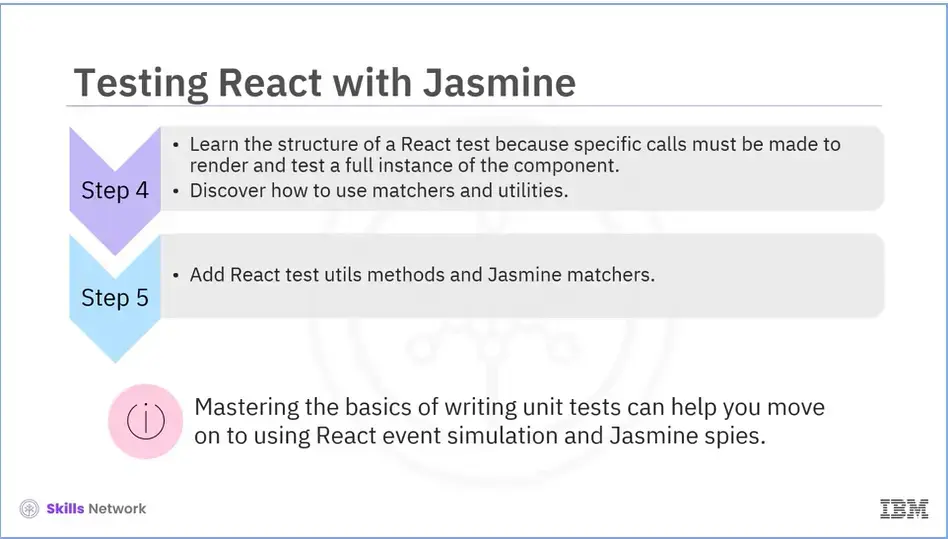 Testing React with Jasmine
Step 4
• Learn the structure of a React test because specific calls must be made to
render and test a full instance of the component.
• Discover how to use matchers and utilities.
Step 5
• Add React test utils methods and Jasmine matchers.
Mastering the basics of writing unit tests can help you move
on to using React event simulation and Jasmine spies.
Skills Network
IBM